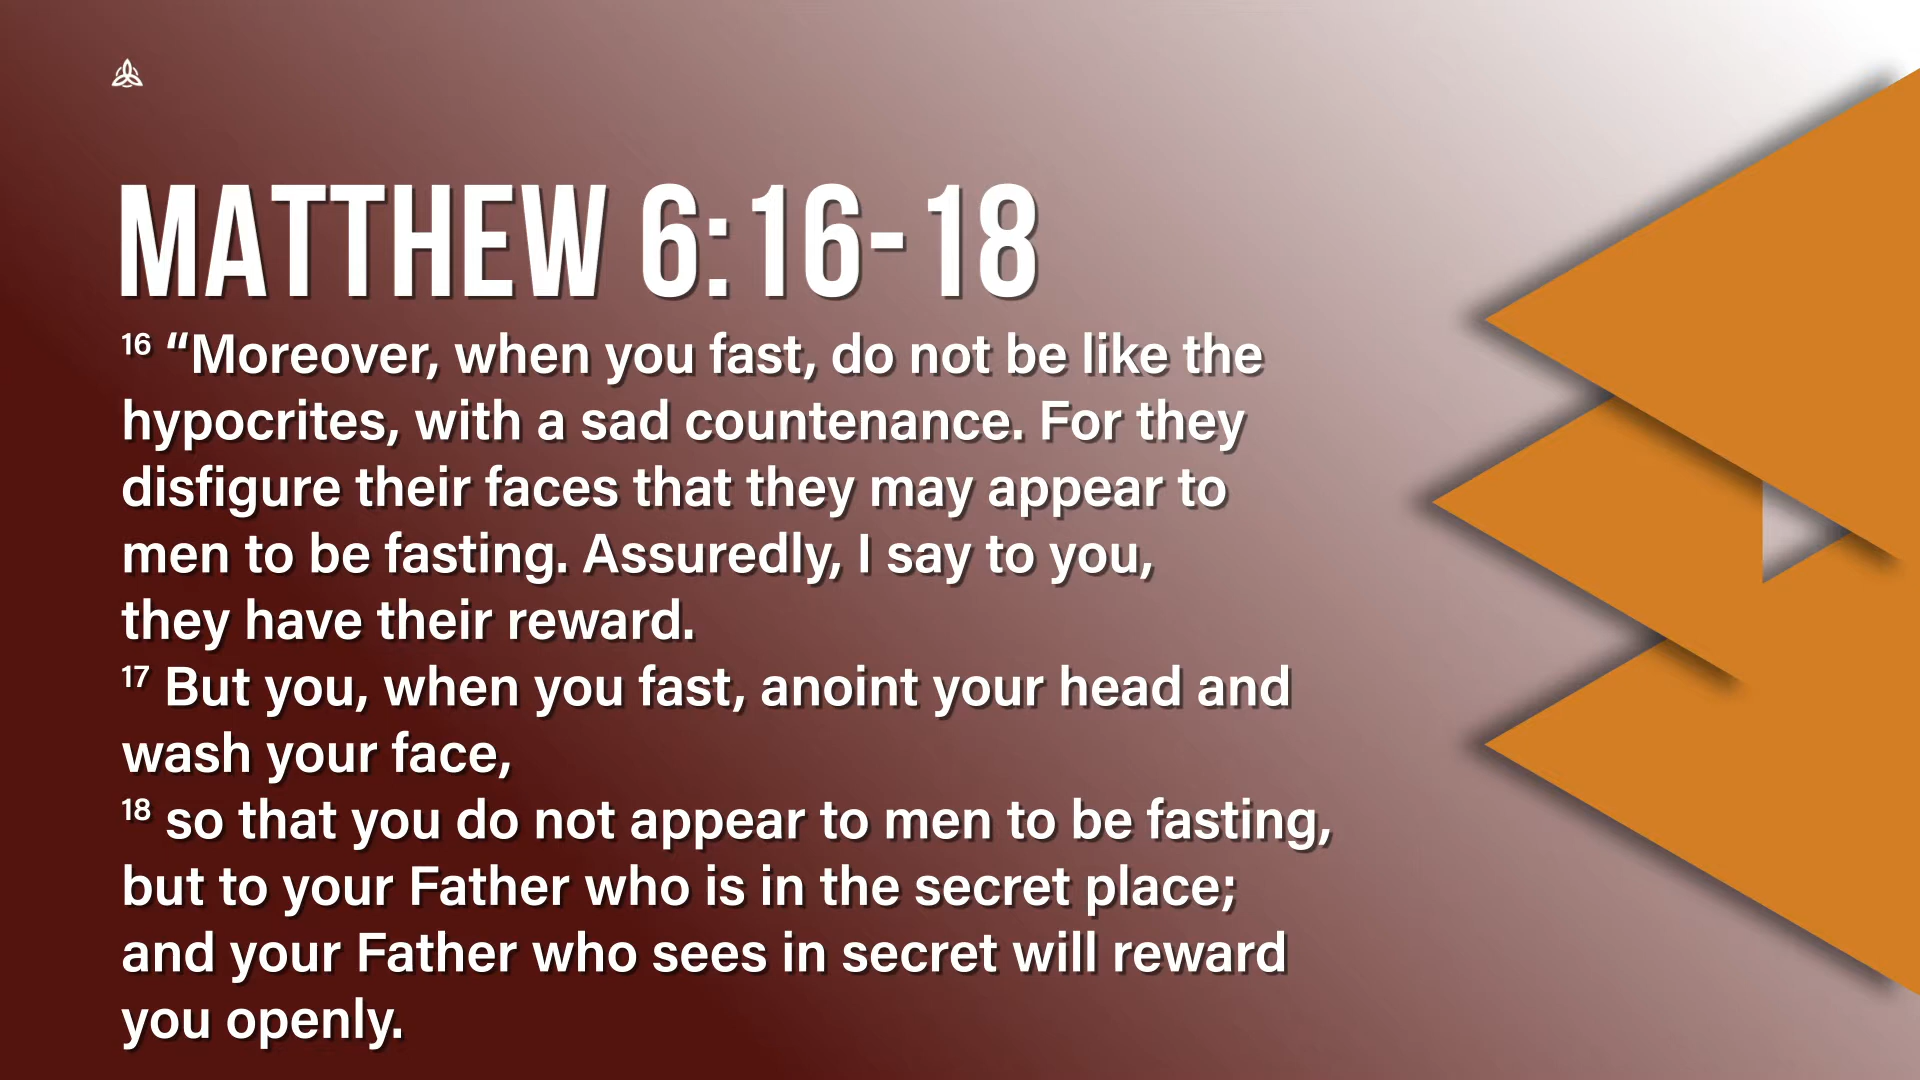 MATTHEW 6:16-18
16 “Moreover, when you fast, do not be like the
hypocrites, with a sad countenance. For they
disfigure their faces that they may appear to
men to be fasting. Assuredly, I say to you,
they have their reward.
17 But you, when you fast, anoint your head and
wash your face,
18 so that you do not appear to men to be fasting,
but to your Father who is in the secret place;
and your Father who sees in secret will reward
you openly.